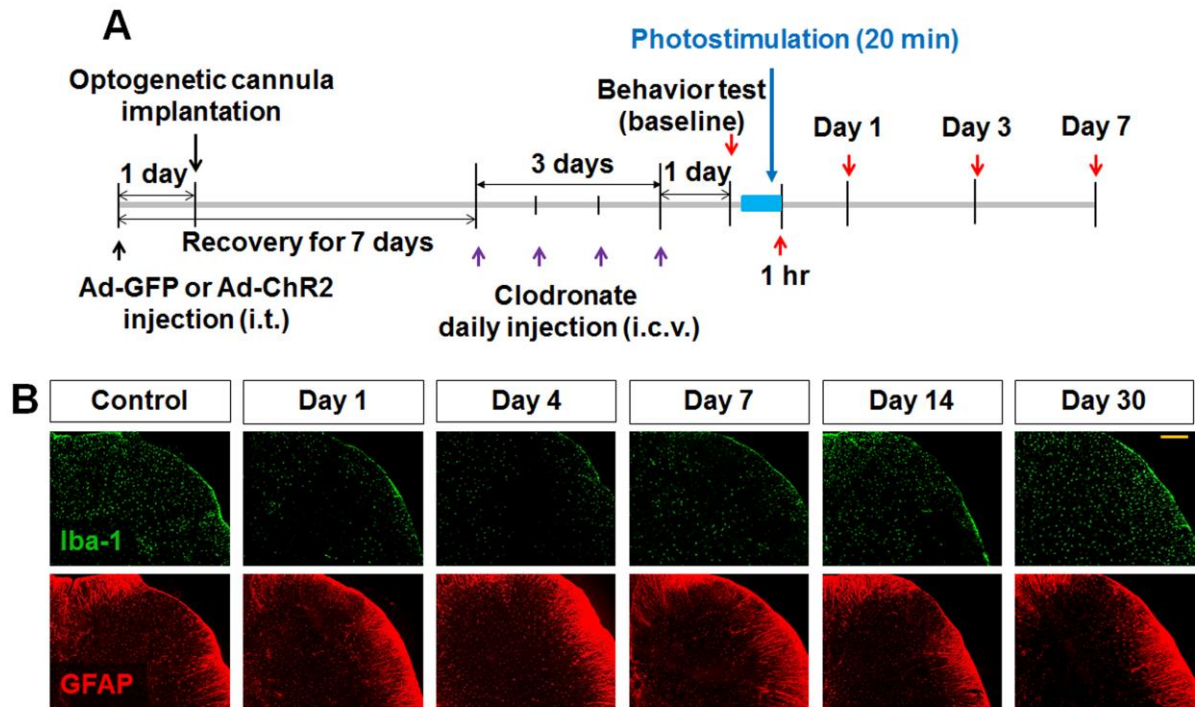 A
Photostimulation (20 min)
Optogenetic cannula
implantation
Behavior test
(baseline)
Day 1
Day 3
Day 7
1 day
3 days
1 day
Recovery for 7 days
1 hr
Ad-GFP or Ad-ChR2
injection (i.t.)
Clodronate
daily injection (i.c.v.)
B
Control
Day 1
Day 4
Day 7
Day 14
Day 30
Iba-1
GFAP